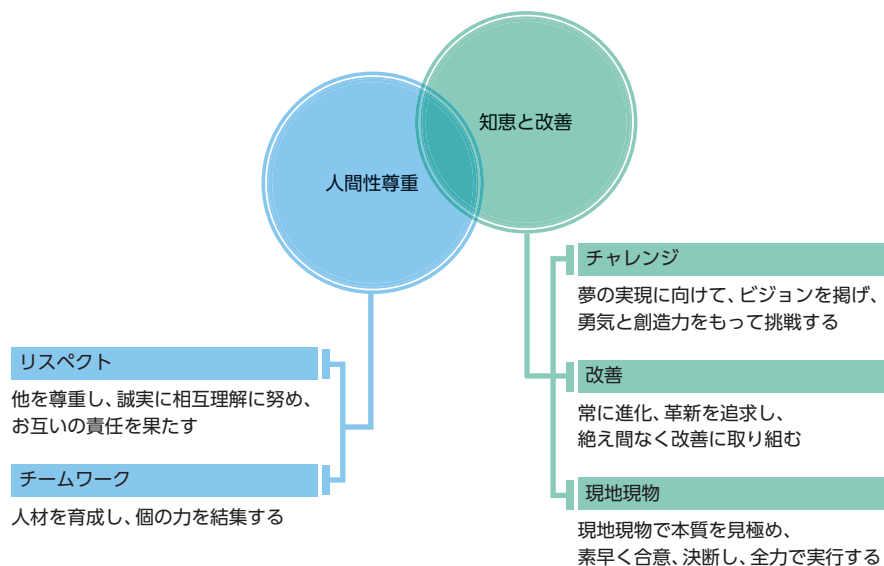 知恵と改善
人間性尊重
チャレンジ
夢の実現に向けて、ビジョンを掲げ、
勇気と創造力をもって挑戦する
改善
常に進化、革新を追求し、
絶え間なく改善に取り組む
現地現物
現地現物で本質を見極め、
素早く合意、決断し、全力で実行する
リスペクト
他を尊重し、誠実に相互理解に努め、
お互いの責任を果たす
チームワーク
人材を育成し、個の力を結集する